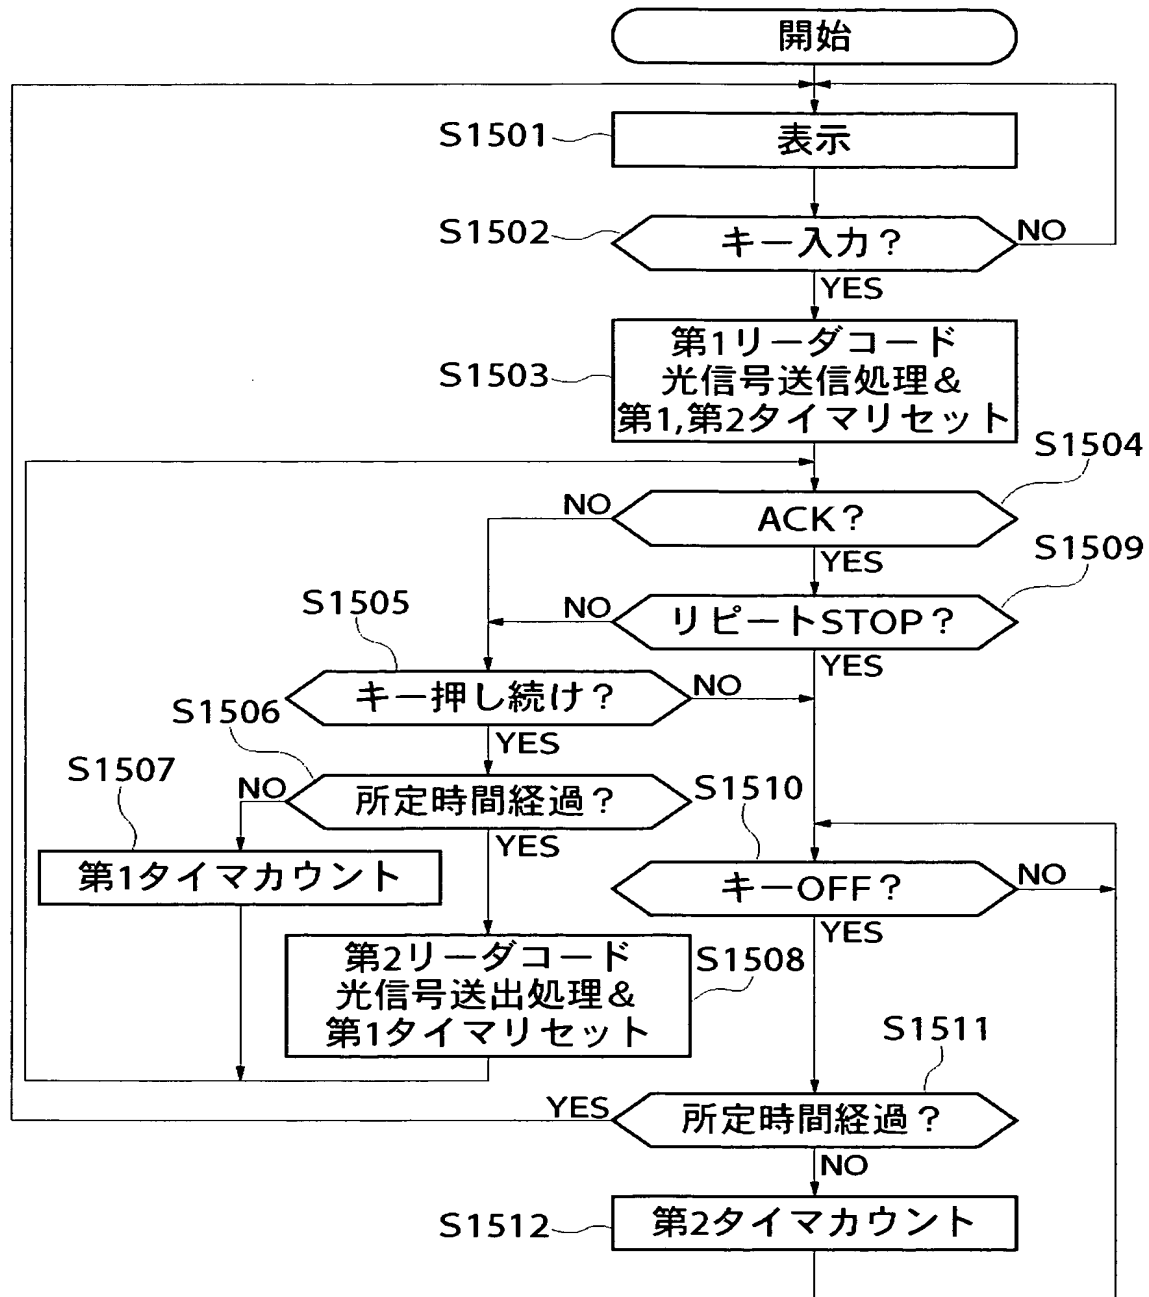 開始
S1501
表示
S1502
キー入力？
NO
YES
S1503
第1リーダコード
光信号送信処理&
第1,第2タイマリセット
S1504
NO
ACK？
YES
S1509
S1505
NO
リピートSTOP？
YES
キー押し続け？
NO
S1506
YES
S1507
NO
所定時間経過？
S1510
YES
第1タイマカウント
キーOFF？
NO
YES
第2リーダコード
光信号送出処理&
第1タイマリセット
S1508
S1511
YES
所定時間経過？
NO
S1512
第2タイマカウント